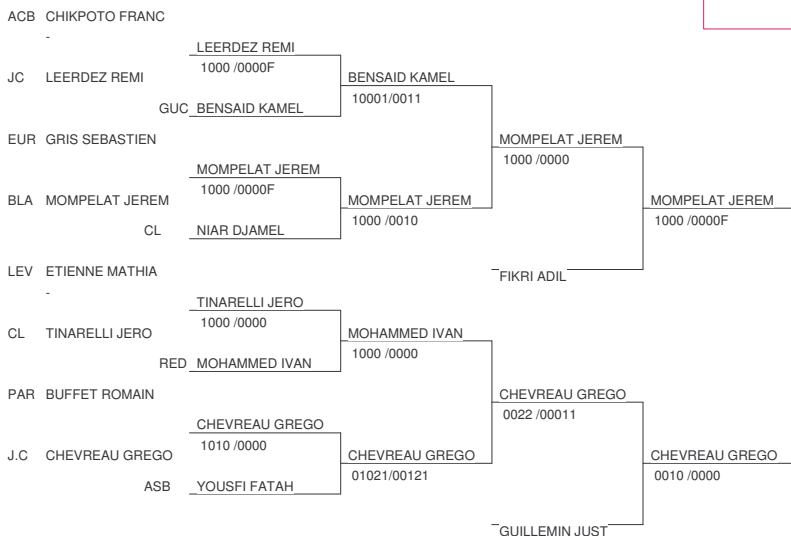 ACB CHIKPOTO FRANC
-
LEERDEZ REMI
1000 /0000F
JC LEERDEZ REMI
BENSAID KAMEL
10001/0011
GUC BENSAID KAMEL
EUR GRIS SEBASTIEN
MOMPELAT JEREM
1000 /0000
MOMPELAT JEREM
1000 /0000F
BLA MOMPELAT JEREM
MOMPELAT JEREM
1000 /0010
MOMPELAT JEREM
1000 /0000F
CL NIAR DJAMEL
LEV ETIENNE MATHIA
-
FIKRI ADIL
TINARELLI JERO
1000 /0000
CL TINARELLI JERO
MOHAMMED IVAN
1000 /0000
RED MOHAMMED IVAN
PAR BUFFET ROMAIN
CHEVREAU GREGO
0022 /00011
CHEVREAU GREGO
1010 /0000
J.C CHEVREAU GREGO
CHEVREAU GREGO
01021/00121
CHEVREAU GREGO
0010 /0000
ASB YOUSFI FATAH
GUILLEMIN JUST